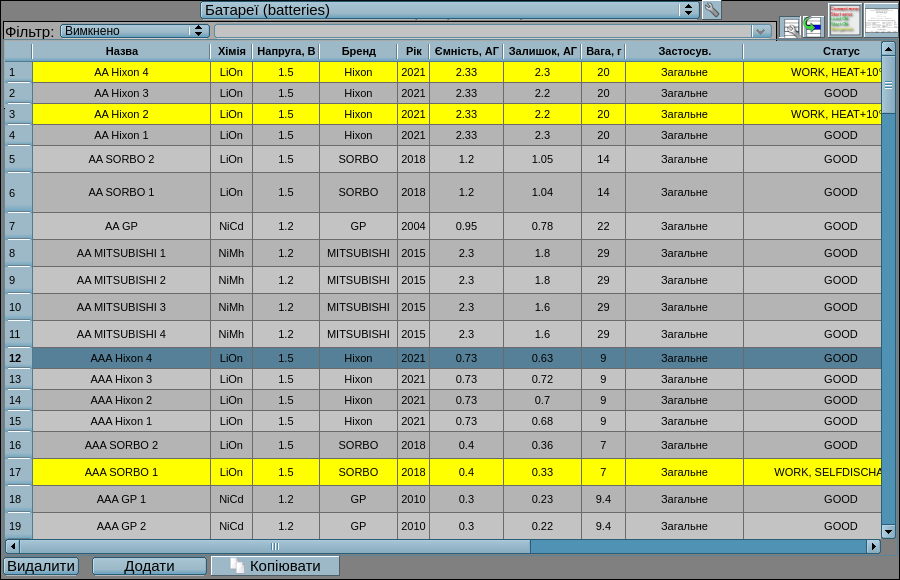 Батареї (batteries)
Фільтр: Вимкнено
Назва Хімія Напруга, В Бренд Рік Ємність, АГ Залишок, АГ Вага, г Застосув. Статус
1 AA Hixon 4 LiOn 1.5 Hixon 2021 2.33 2.3 20 Загальне WORK, HEAT+10°
2 AA Hixon 3 LiOn 1.5 Hixon 2021 2.33 2.2 20 Загальне GOOD
3 AA Hixon 2 LiOn 1.5 Hixon 2021 2.33 2.2 20 Загальне WORK, HEAT+10°
4 AA Hixon 1 LiOn 1.5 Hixon 2021 2.33 2.3 20 Загальне GOOD
5 AA SORBO 2 LiOn 1.5 SORBO 2018 1.2 1.05 14 Загальне GOOD
6 AA SORBO 1 LiOn 1.5 SORBO 2018 1.2 1.04 14 Загальне GOOD
7 AA GP NiCd 1.2 GP 2004 0.95 0.78 22 Загальне GOOD
8 AA MITSUBISHI 1 NiMh 1.2 MITSUBISHI 2015 2.3 1.8 29 Загальне GOOD
9 AA MITSUBISHI 2 NiMh 1.2 MITSUBISHI 2015 2.3 1.8 29 Загальне GOOD
10 AA MITSUBISHI 3 NiMh 1.2 MITSUBISHI 2015 2.3 1.6 29 Загальне GOOD
11 AA MITSUBISHI 4 NiMh 1.2 MITSUBISHI 2015 2.3 1.6 29 Загальне GOOD
12 AAA Hixon 4 LiOn 1.5 Hixon 2021 0.73 0.63 9 Загальне GOOD
13 AAA Hixon 3 LiOn 1.5 Hixon 2021 0.73 0.72 9 Загальне GOOD
14 AAA Hixon 2 LiOn 1.5 Hixon 2021 0.73 0.7 9 Загальне GOOD
15 AAA Hixon 1 LiOn 1.5 Hixon 2021 0.73 0.68 9 Загальне GOOD
16 AAA SORBO 2 LiOn 1.5 SORBO 2018 0.4 0.36 7 Загальне GOOD
17 AAA SORBO 1 LiOn 1.5 SORBO 2018 0.4 0.33 7 Загальне WORK, SELFDISCHA
18 AAA GP 1 NiCd 1.2 GP 2010 0.3 0.23 9.4 Загальне GOOD
19 AAA GP 2 NiCd 1.2 GP 2010 0.3 0.22 9.4 Загальне GOOD
Видалити Додати Копіювати